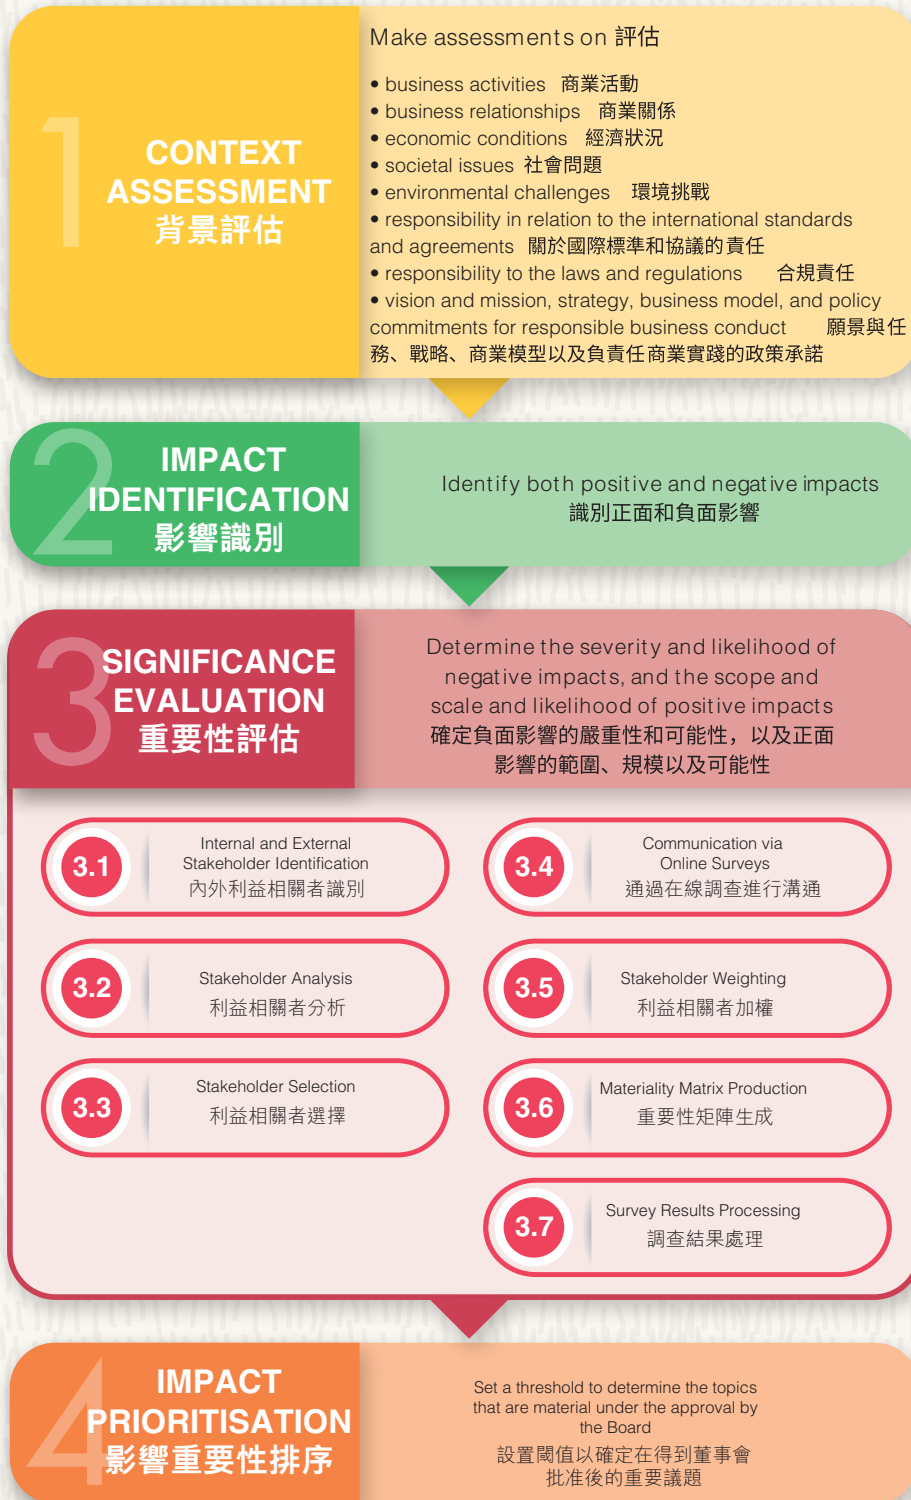 1
CONTEXT
ASSESSMENT
背景評估
Make assessments on 評估
• business activities 商業活動
• business relationships 商業關係
• economic conditions 經濟狀況
• societal issues 社會問題
• environmental challenges 環境挑戰
• responsibility in relation to the international standards
and agreements 關於國際標準和協議的責任
• responsibility to the laws and regulations 合規責任
• vision and mission, strategy, business model, and policy
commitments for responsible business conduct 願景與任
務、戰略、商業模型以及負責任商業實踐的政策承諾
2
IMPACT
IDENTIFICATION
影響識別
Identify both positive and negative impacts
識別正面和負面影響
3
SIGNIFICANCE
EVALUATION
重要性評估
Determine the severity and likelihood of
negative impacts, and the scope and
scale and likelihood of positive impacts
確定負面影響的嚴重性和可能性，以及正面
影響的範圍、規模以及可能性
3.1
Internal and External
Stakeholder Identification
內外利益相關者識別
3.2
Stakeholder Analysis
利益相關者分析
3.3
Stakeholder Selection
利益相關者選擇
3.4
Communication via
Online Surveys
通過在線調查進行溝通
3.5
Stakeholder Weighting
利益相關者加權
3.6
Materiality Matrix Production
重要性矩陣生成
3.7
Survey Results Processing
調查結果處理
4
IMPACT
PRIORITISATION
影響重要性排序
Set a threshold to determine the topics
that are material under the approval by
the Board
設置閾值以確定在得到董事會
批准後的重要議題